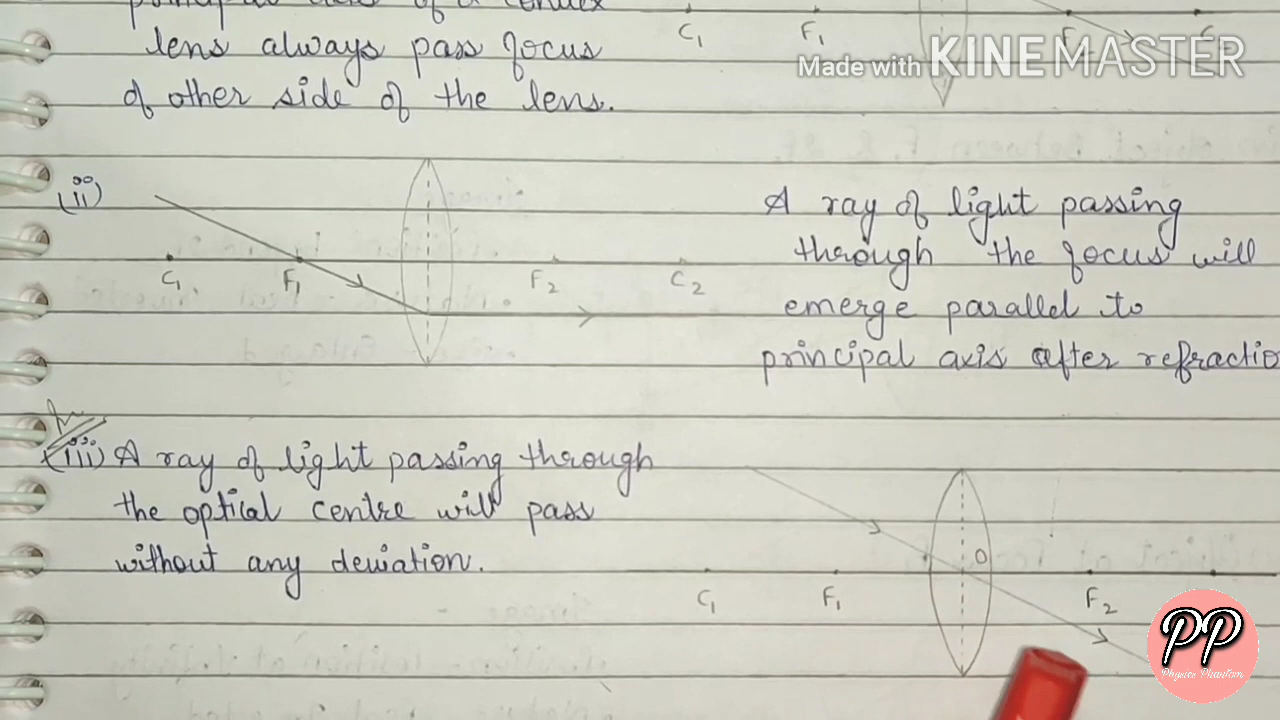 lens always pass focus
of other side of the lens.
C1 F1 F
Made with KINEMASTER
(ii)
C1 F1 F2 C2
A ray of light passing
through the focus will
emerge parallel to
principal axis after refractio
(iii) A ray of light passing through
the optical centre will pass
without any deviation.
O
C1 F1 F2
PP
Physics Phantom